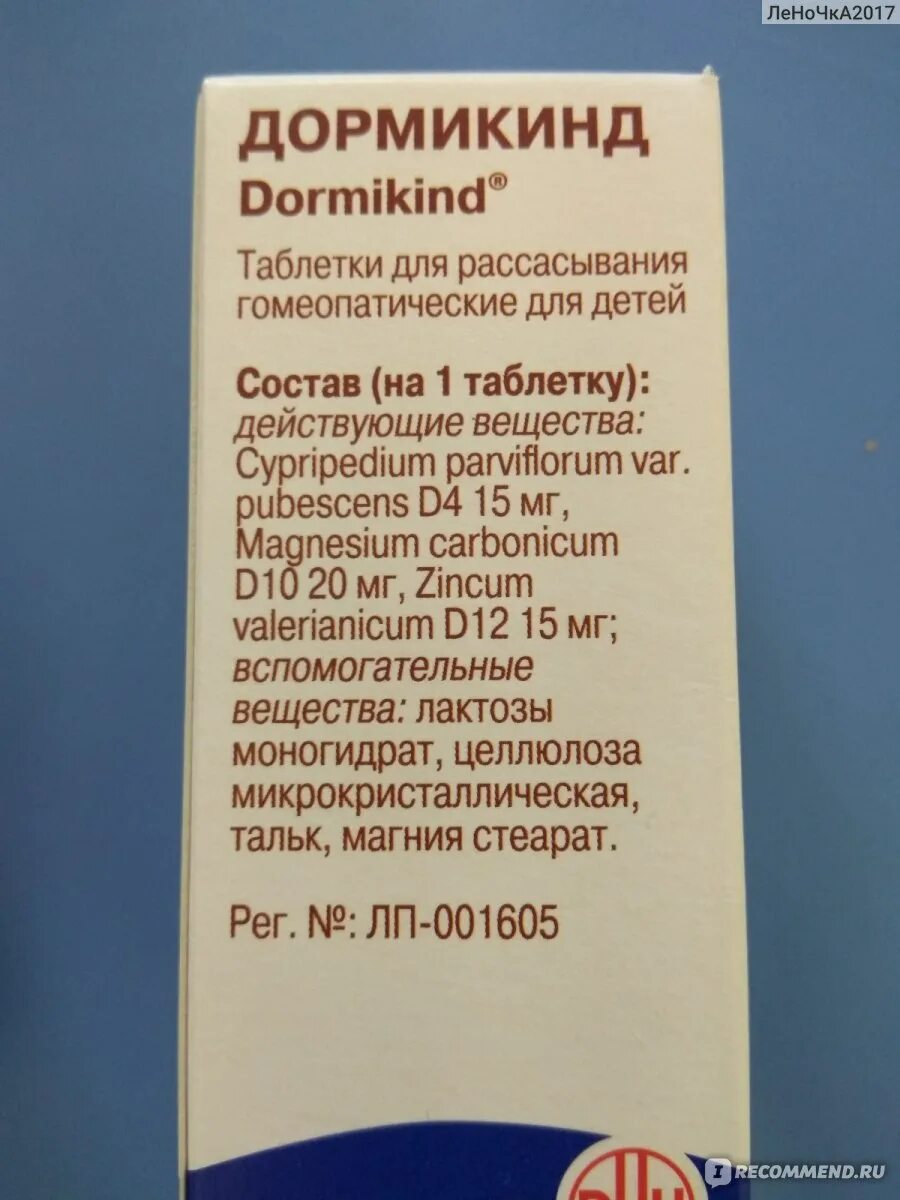 ЛеНоЧкА2017
ДОРМИКИНД
Dormikind®
Таблетки для рассасывания
гомеопатические для детей
Состав (на 1 таблетку):
действующие вещества:
Cypripedium parviflorum var.
pubescens D4 15 мг,
Magnesium carbonicum
D10 20 мг, Zincum
valerianicum D12 15 мг;
вспомогательные
вещества: лактозы
моногидрат, целлюлоза
микрокристаллическая,
тальк, магния стеарат.
Рег. №: ЛП-001605
IRECOMMEND.RU